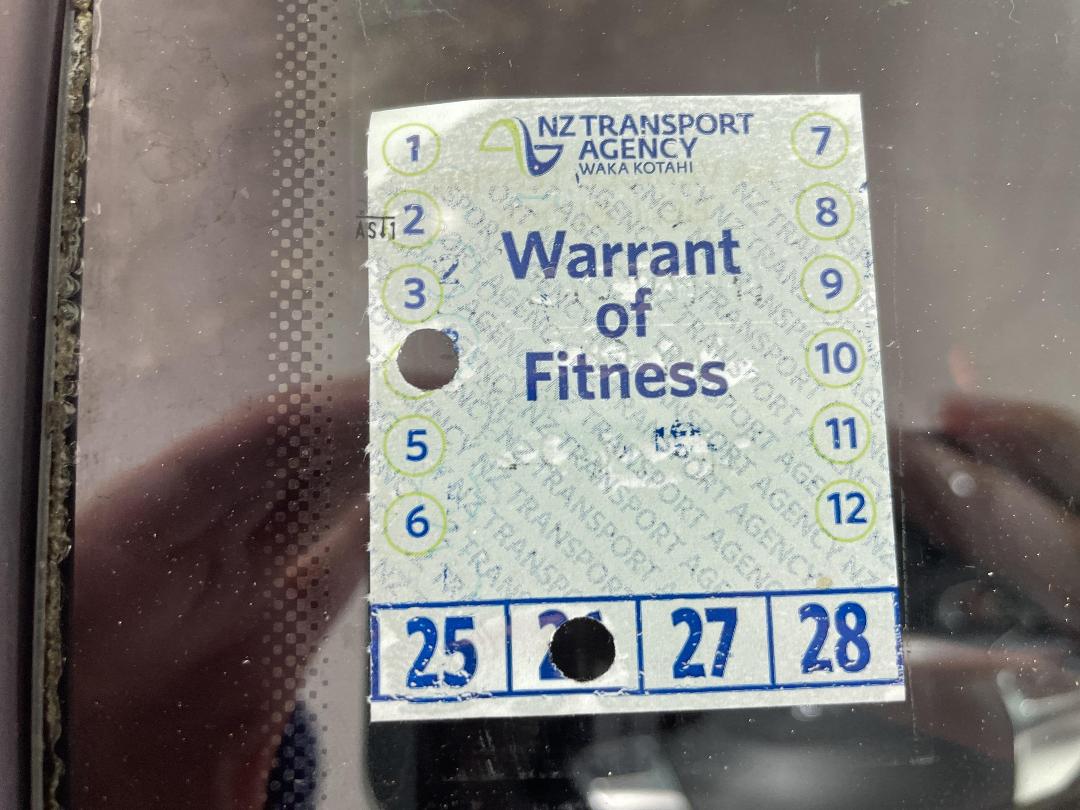 1
NZ TRANSPORT
AGENCY
WAKA KOTAHI
7
AS11
2
8
Warrant
3
9
of
10
Fitness
5
11
6
12
25
27
28